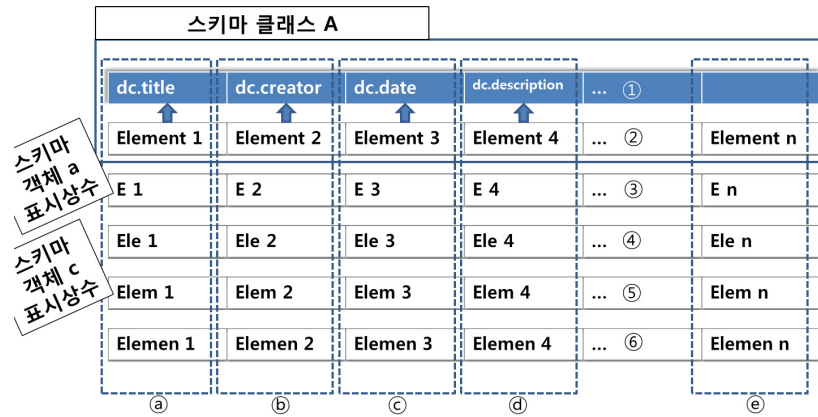 스키마 클래스 A
dc.title dc.creator dc.date dc.description ... ①
Element 1 Element 2 Element 3 Element 4 ... ② Element n
스키마
객체 a
표시상수
E 1 E 2 E 3 E 4 ... ③ E n
Ele 1 Ele 2 Ele 3 Ele 4 ... ④ Ele n
스키마
객체 c
표시상수
Elem 1 Elem 2 Elem 3 Elem 4 ... ⑤ Elem n
Elemen 1 Elemen 2 Elemen 3 Elemen 4 ... ⑥ Elemen n
ⓐ ⓑ ⓒ ⓓ ⓔ